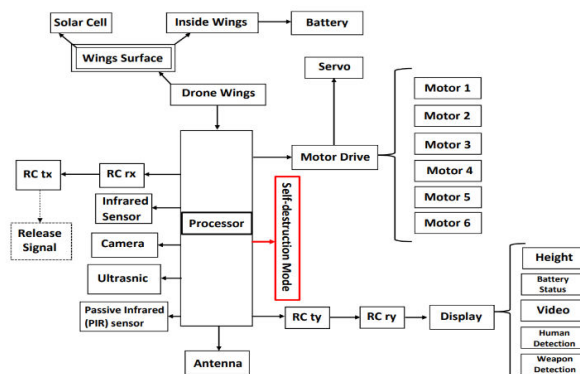 Solar Cell
Inside Wings
Battery
Wings Surface
Servo
Drone Wings
Motor 1
Motor 2
Motor 3
Motor 4
Motor 5
Motor 6
Motor Drive
RC tx
RC rx
Infrared
Sensor
Release
Signal
Processor
Self-destruction Mode
Camera
Ultrasnic
Passive Infrared
(PIR) sensor
RC ty
RC ry
Display
Height
Battery
Status
Video
Human
Detection
Weapon
Detection
Antenna